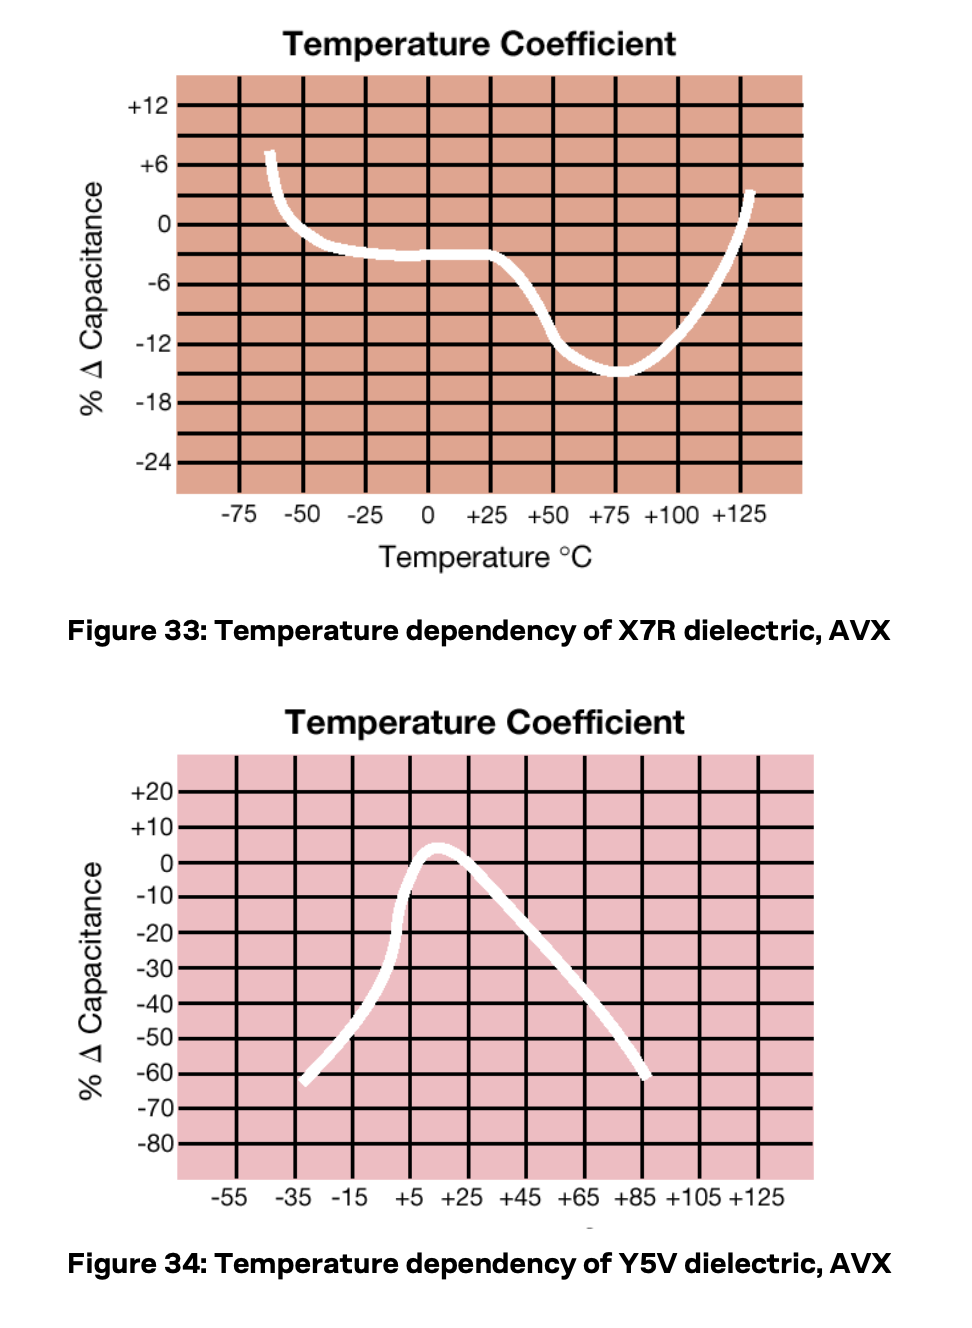 Temperature Coefficient
+12
+6
0
-6
-12
-18
-24
% Δ Capacitance
-75 -50 -25 0 +25 +50 +75 +100 +125
Temperature °C
Figure 33: Temperature dependency of X7R dielectric, AVX
Temperature Coefficient
+20
+10
0
-10
-20
-30
-40
-50
-60
-70
-80
% Δ Capacitance
-55 -35 -15 +5 +25 +45 +65 +85 +105 +125
Figure 34: Temperature dependency of Y5V dielectric, AVX